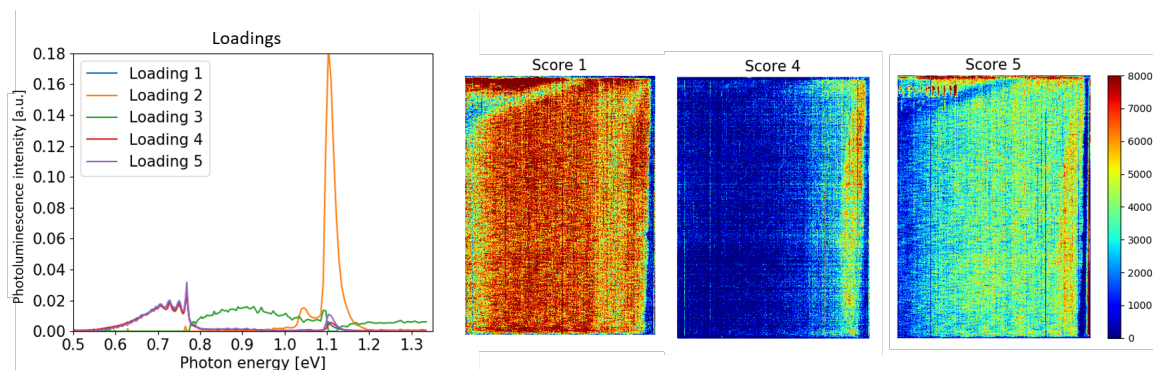 Loadings
Photoluminescence intensity [a.u.]
0.18
0.16
0.14
0.12
0.10
0.08
0.06
0.04
0.02
0.00
Loading 1
Loading 2
Loading 3
Loading 4
Loading 5
0.5 0.6 0.7 0.8 0.9 1.0 1.1 1.2 1.3
Photon energy [eV]
Score 1
Score 4
Score 5
8000
7000
6000
5000
4000
3000
2000
1000
0